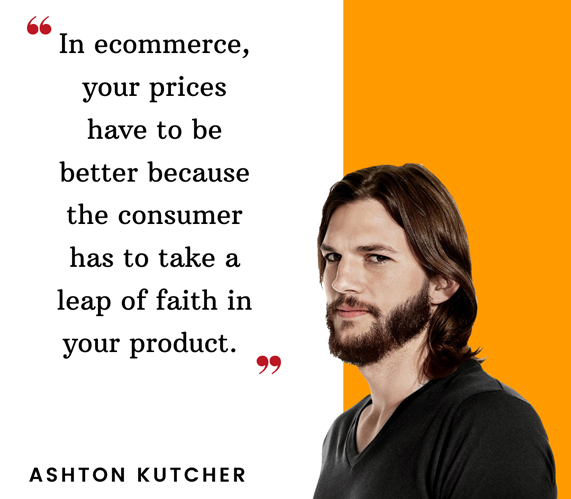 “ In ecommerce,
your prices
have to be
better because
the consumer
has to take a
leap of faith in
your product. ”
ASHTON KUTCHER